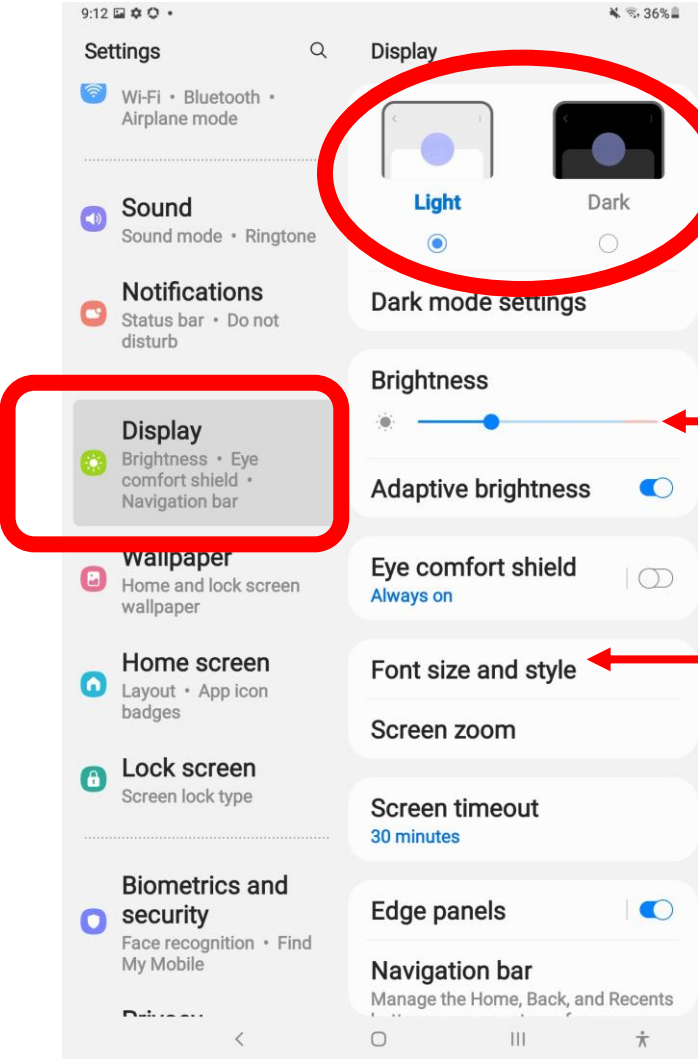 9:12
36%
Settings
Display
Wi-Fi • Bluetooth •
Airplane mode
Sound
Sound mode • Ringtone
Notifications
Status bar • Do not
disturb
Display
Brightness • Eye
comfort shield •
Navigation bar
Wallpaper
Home and lock screen
wallpaper
Home screen
Layout • App icon
badges
Lock screen
Screen lock type
Biometrics and
security
Face recognition • Find
My Mobile
Privacy
Light
Dark
Dark mode settings
Brightness
Adaptive brightness
Eye comfort shield
Always on
Font size and style
Screen zoom
Screen timeout
30 minutes
Edge panels
Navigation bar
Manage the Home, Back, and Recents